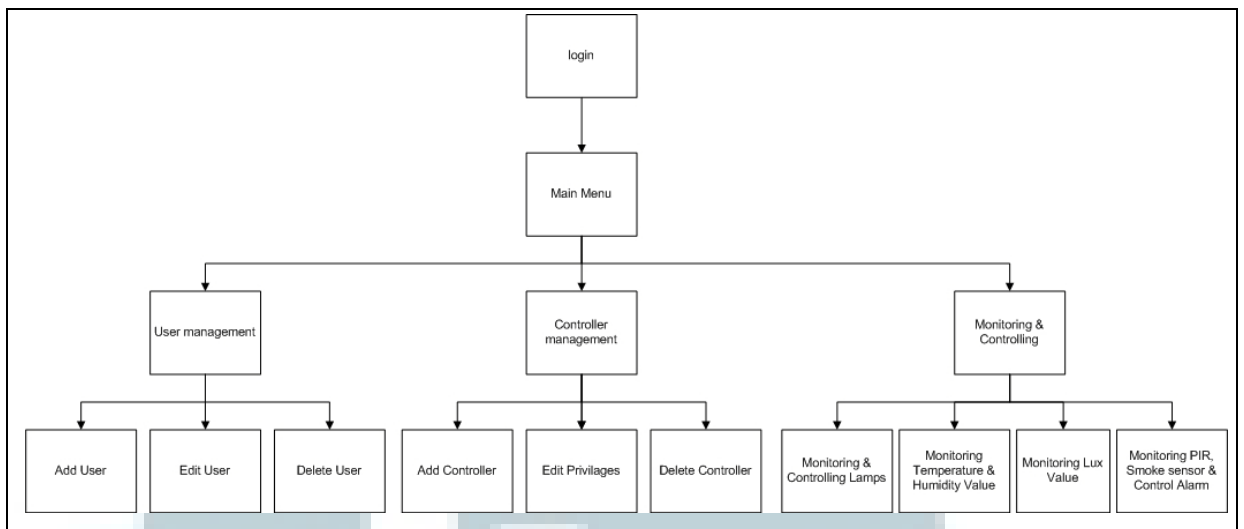 login
Main Menu
User management
Controller
management
Monitoring &
Controlling
Add User
Edit User
Delete User
Add Controller
Edit Privilages
Delete Controller
Monitoring &
Controlling Lamps
Monitoring
Temperature &
Humidity Value
Monitoring Lux
Value
Monitoring PIR,
Smoke sensor &
Control Alarm